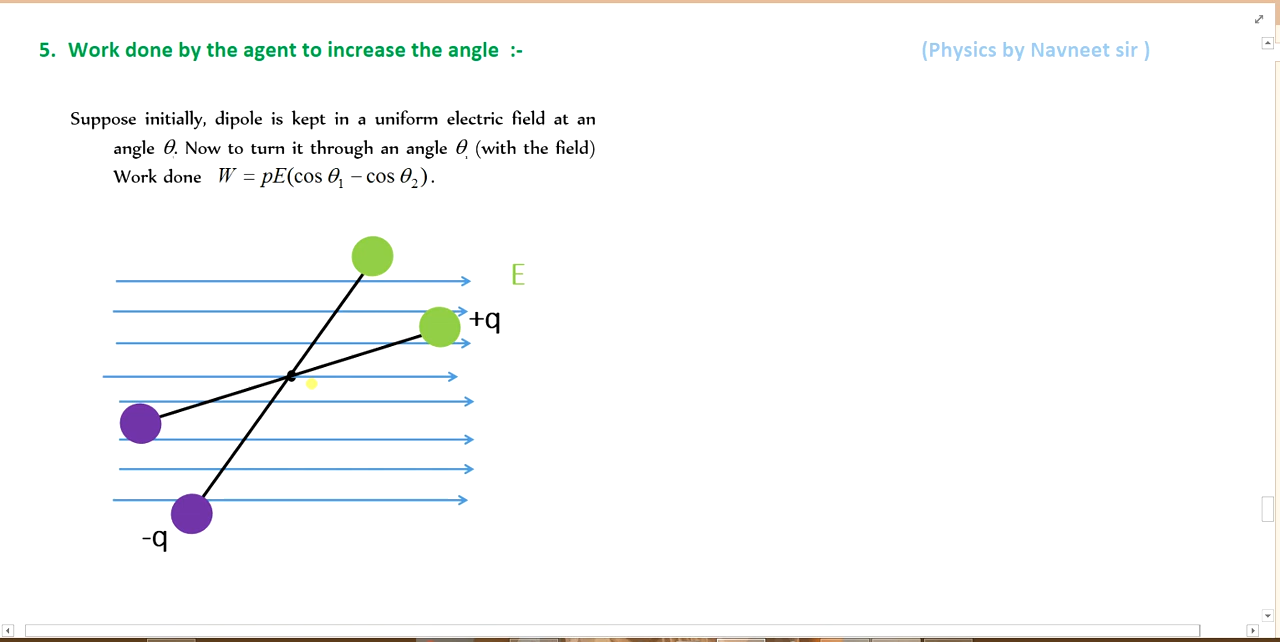 5. Work done by the agent to increase the angle :-
(Physics by Navneet sir )
Suppose initially, dipole is kept in a uniform electric field at an
angle θ. Now to turn it through an angle θ, (with the field)
Work done W = pE(cos θ₁ − cos θ₂).
E
+q
-q